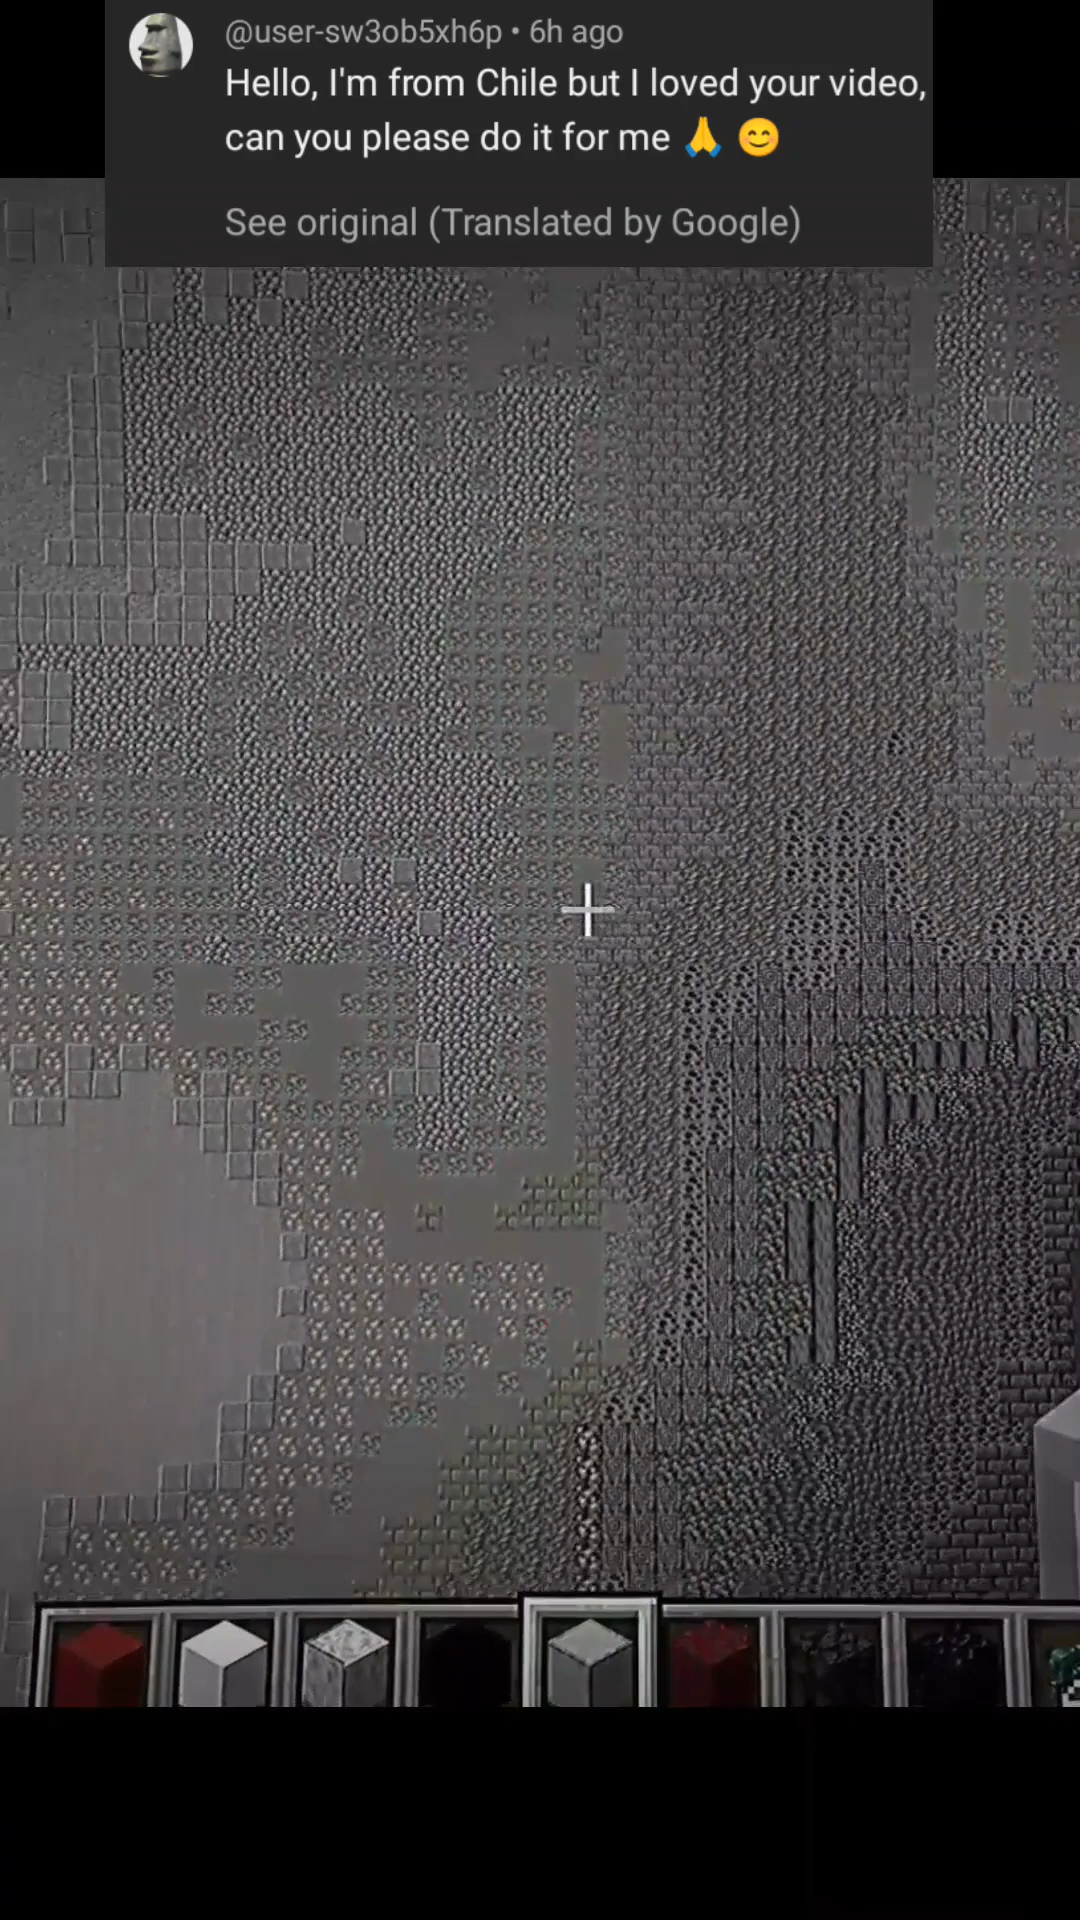 @user-sw3ob5xh6p • 6h ago
Hello, I'm from Chile but I loved your video,
can you please do it for me 🙏 😊
See original (Translated by Google)